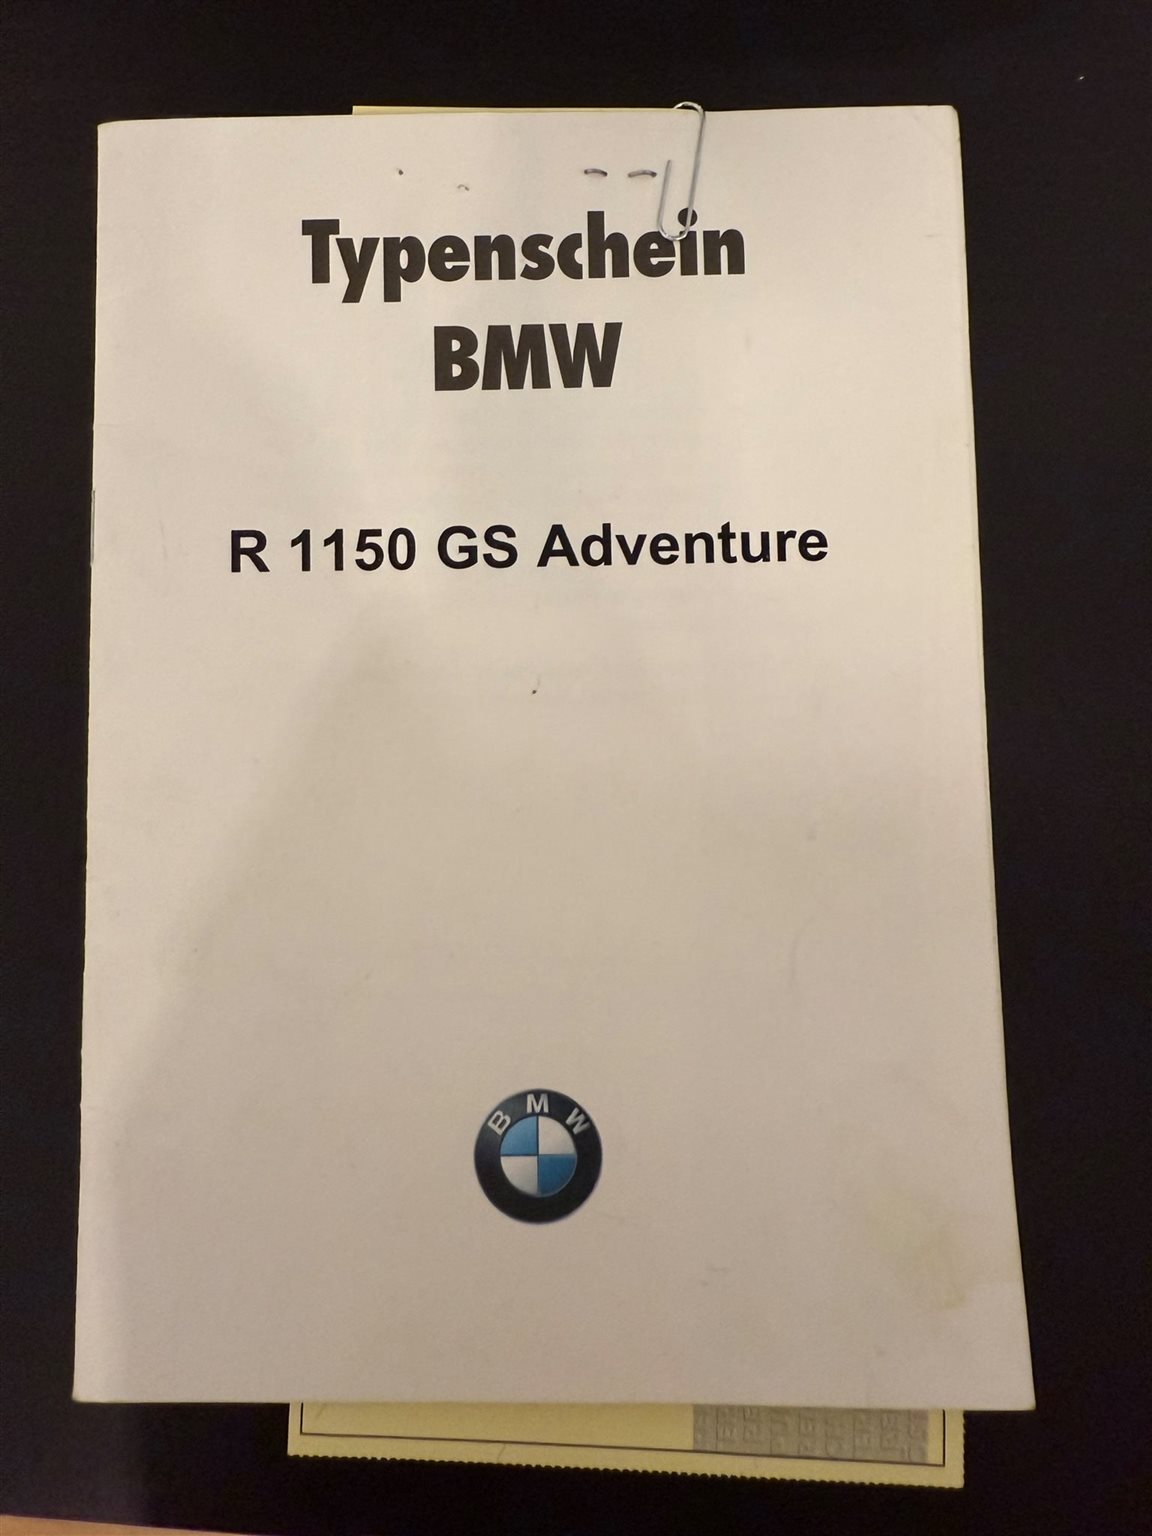 Typenschein
BMW
R 1150 GS Adventure
BMW